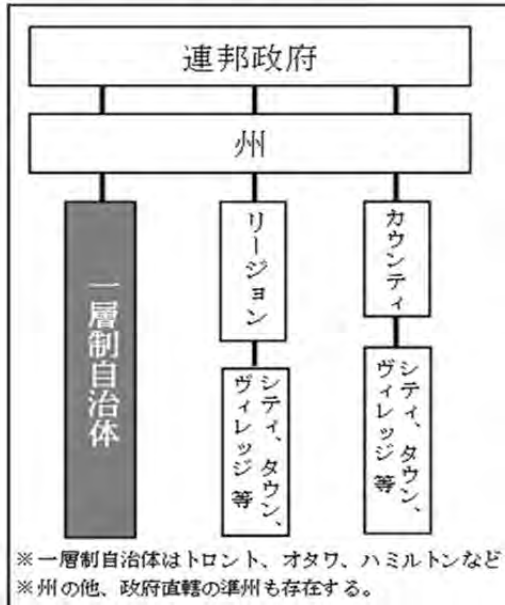 連邦政府
州
一層制自治体
リージョン
カウンティ
シティ、タウン、
ヴィレッジ 等
シティ、タウン、
ヴィレッジ 等
※一層制自治体はトロント、オタワ、ハミルトンなど
※州の他、政府直轄の準州も存在する。